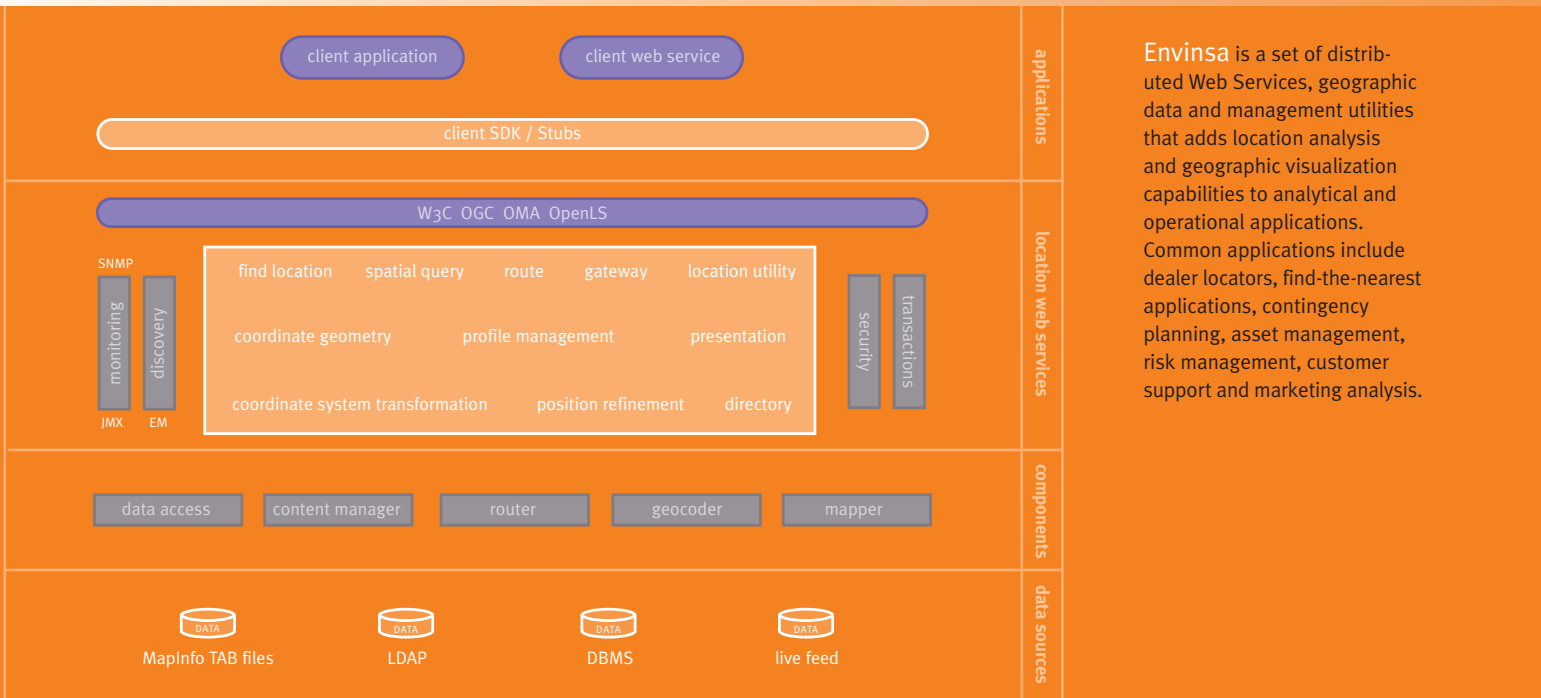 client application client web service
client SDK / Stubs
applications
W3C OGC OMA OpenLS
SNMP
monitoring
discovery
JMX EM
find location spatial query route gateway location utility
coordinate geometry profile management presentation
coordinate system transformation position refinement directory
security
transactions
location web services
data access content manager router geocoder mapper
components
DATA DATA DATA DATA
MapInfo TAB files LDAP DBMS live feed
data sources
Envinsa is a set of distrib-
uted Web Services, geographic
data and management utilities
that adds location analysis
and geographic visualization
capabilities to analytical and
operational applications.
Common applications include
dealer locators, find-the-nearest
applications, contingency
planning, asset management,
risk management, customer
support and marketing analysis.